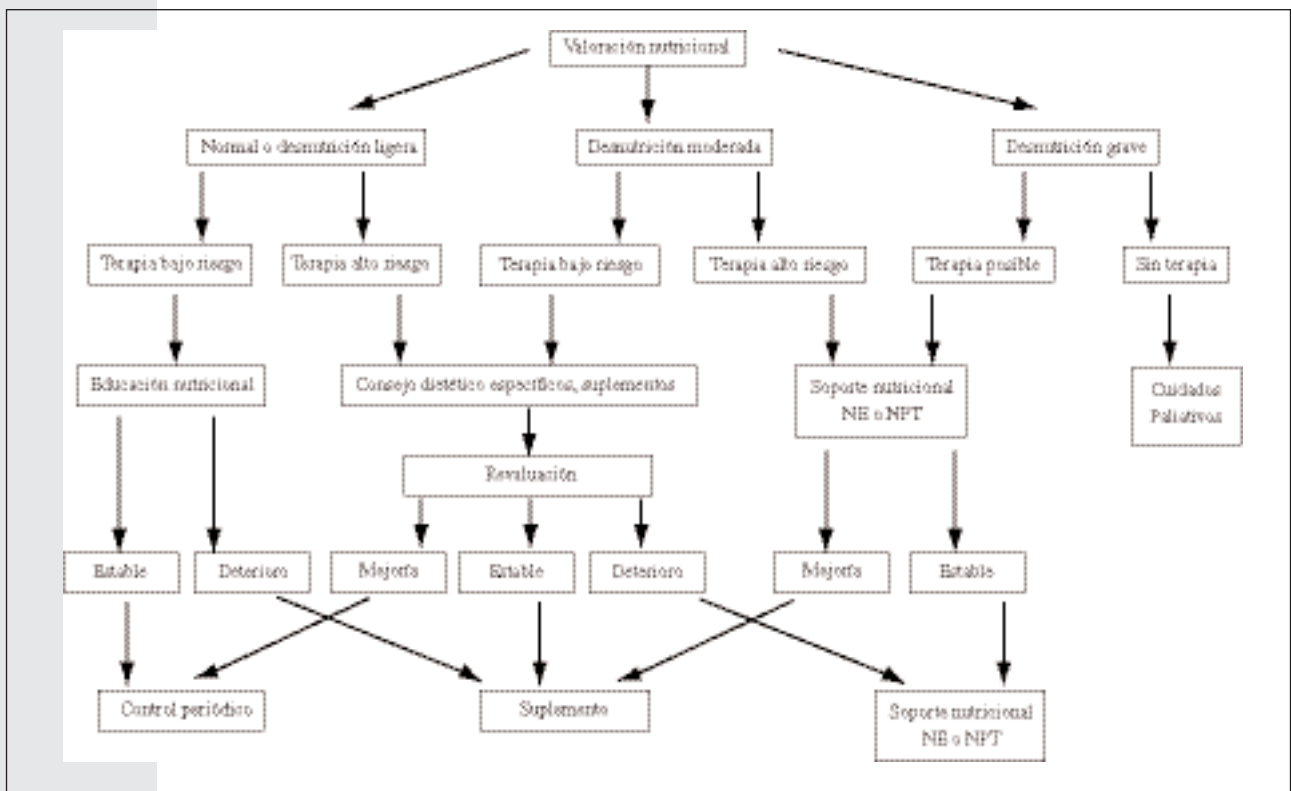 Valoración nutricional
Normal o desnutrición ligera
Desnutrición moderada
Desnutrición grave
Terapia bajo riesgo
Terapia alto riesgo
Terapia bajo riesgo
Terapia alto riesgo
Terapia posible
Sin terapia
Educación nutricional
Consejo dietético específicos, suplementos
Soporte nutricional
NE o NPT
Cuidados
Paliativos
Revaluación
Estable
Deterioro
Mejoría
Estable
Deterioro
Mejoría
Estable
Control periódico
Suplemento
Soporte nutricional
NE o NPT